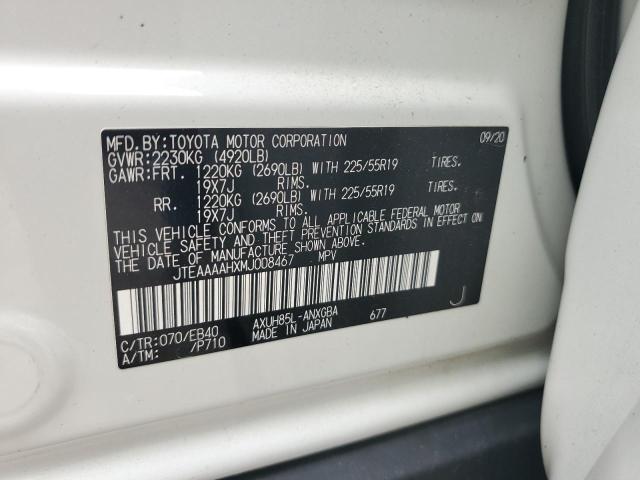 MFD.BY:TOYOTA MOTOR CORPORATION 09/20
GVWR:2230KG (4920LB)
GAWR:FRT. 1220KG (2690LB) WITH 225/55R19 TIRES.
19X7J RIMS.
RR. 1220KG (2690LB) WITH 225/55R19 TIRES.
19X7J RIMS.
THIS VEHICLE CONFORMS TO ALL APPLICABLE FEDERAL MOTOR
VEHICLE SAFETY AND THEFT PREVENTION STANDARDS IN EFFECT ON
THE DATE OF MANUFACTURE SHOWN ABOVE.
JTEAAAAHXMJ008467 MPV
J
C/TR:070/EB40 AXUH85L-ANXGBA 677
A/TM: /P710 MADE IN JAPAN